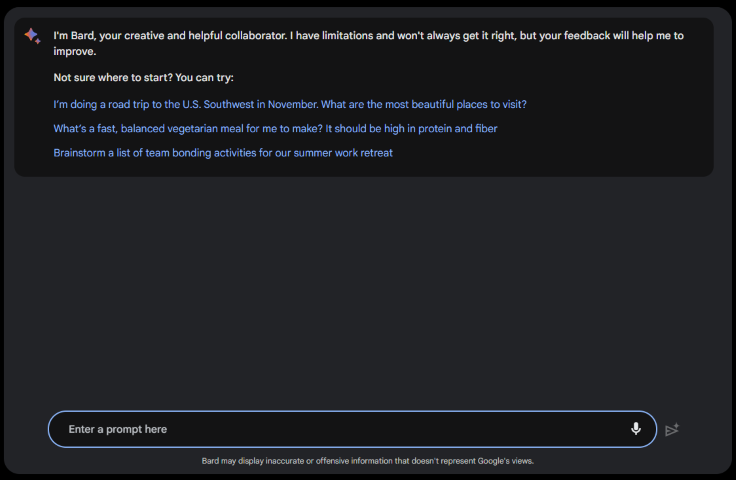 I'm Bard, your creative and helpful collaborator. I have limitations and won't always get it right, but your feedback will help me to
improve.
Not sure where to start? You can try:
I'm doing a road trip to the U.S. Southwest in November. What are the most beautiful places to visit?
What's a fast, balanced vegetarian meal for me to make? It should be high in protein and fiber
Brainstorm a list of team bonding activities for our summer work retreat
Enter a prompt here
Bard may display inaccurate or offensive information that doesn't represent Google's views.